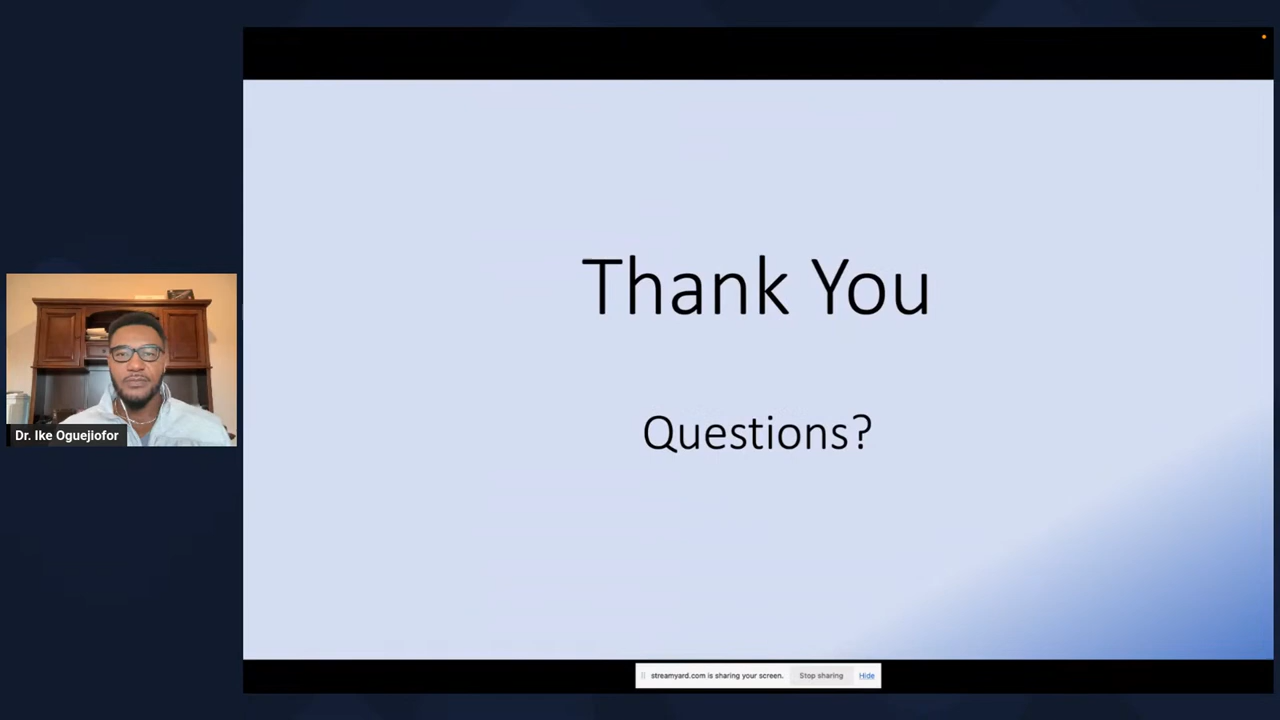 Thank You
Questions?
Dr. Ike Oguejiofor
streamyard.com is sharing your screen. Stop sharing Hide